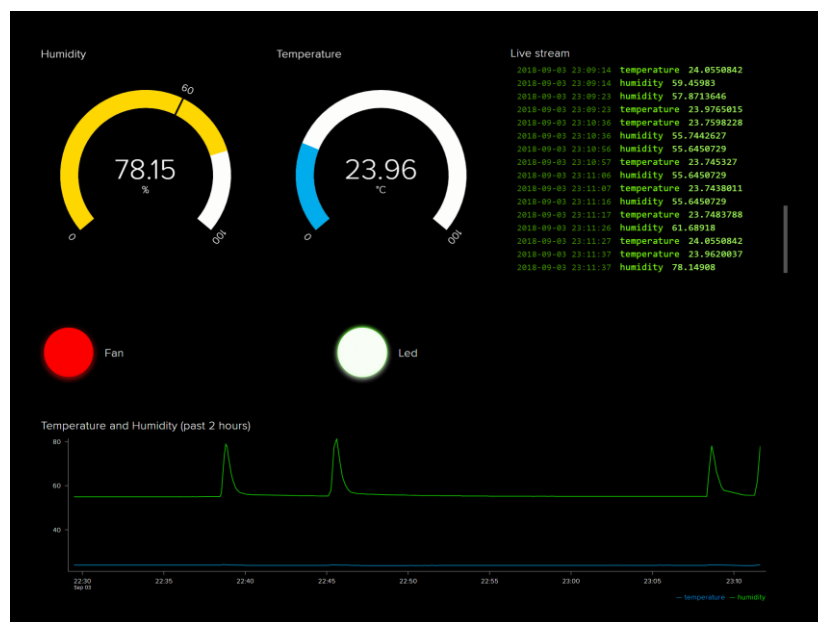 Humidity
60
78.15
%
0
100
Temperature
23.96
°C
0
100
Live stream
2018-09-03 23:09:14 temperature 24.0550842
2018-09-03 23:09:14 humidity 59.45983
2018-09-03 23:09:23 humidity 57.8713646
2018-09-03 23:09:23 temperature 23.9765015
2018-09-03 23:10:36 temperature 23.7598228
2018-09-03 23:10:36 humidity 55.7442627
2018-09-03 23:10:56 humidity 55.6450729
2018-09-03 23:10:57 temperature 23.745327
2018-09-03 23:11:06 humidity 55.6450729
2018-09-03 23:11:07 temperature 23.7438011
2018-09-03 23:11:16 humidity 55.6450729
2018-09-03 23:11:17 temperature 23.7483788
2018-09-03 23:11:26 humidity 61.68918
2018-09-03 23:11:27 temperature 24.0550842
2018-09-03 23:11:37 temperature 23.9620037
2018-09-03 23:11:37 humidity 78.14908
Fan
Led
Temperature and Humidity (past 2 hours)
80
60
40
22:30 22:35 22:40 22:45 22:50 22:55 23:00 23:05 23:10
Sep 03
temperature humidity